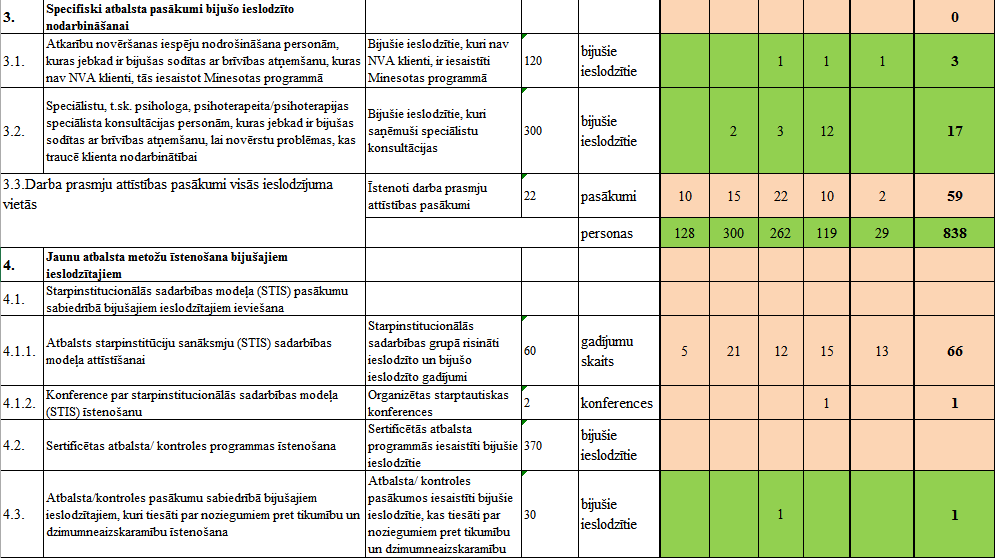 3. Specifiski atbalsta pasākumi bijušo ieslodzīto 0
nodarbināšanai
3.1. Atkarību novēršanas iespēju nodrošināšana personām,
kuras jebkad ir bijušas sodītas ar brīvības atņemšanu, kuras
nav NVA klienti, tās iesaistot Minesotas programmā
Bijušie ieslodzītie, kuri nav
NVA klienti, ir iesaistīti
Minesotas programmā
120
bijušie
ieslodzītie
1 1 1 3
3.2. Speciālistu, t.sk. psihologa, psihoterapeita/psihoterapijas
speciālista konsultācijas personām, kuras jebkad ir bijušas
sodītas ar brīvības atņemšanu, lai novērstu problēmas, kas
traucē klienta nodarbinātībai
Bijušie ieslodzītie, kuri
saņēmuši speciālistu
konsultācijas
300
bijušie
ieslodzītie
2 3 12 17
3.3.Darba prasmju attīstības pasākumi visās ieslodzījuma
vietās
Īstenoti darba prasmju
attīstības pasākumi
22
pasākumi
10 15 22 10 2 59
personas 128 300 262 119 29 838
4. Jaunu atbalsta metožu īstenošana bijušajiem
ieslodzītajiem
4.1. Starpinstitucionālās sadarbības modeļa (STIS) pasākumu
sabiedrībā bijušajiem ieslodzītajiem ieviešana
4.1.1. Atbalsts starpinstitūciju sanāksmju (STIS) sadarbības
modeļa attīstīšanai
Starpinstitucionālās
sadarbības grupā risināti
ieslodzīto un bijušo
ieslodzīto gadījumi
60
gadījumu
skaits
5 21 12 15 13 66
4.1.2. Konference par starpinstitucionālās sadarbības modeļa
(STIS) īstenošanu
Organizētas starptautiskas
konferences
2
konferences
1 1
4.2. Sertificētas atbalsta/ kontroles programmas īstenošana
Sertificētās atbalsta
programmās iesaistīti bijušie
ieslodzītie
370
bijušie
ieslodzītie
4.3. Atbalsta/kontroles pasākumu sabiedrībā bijušajiem
ieslodzītajiem, kuri tiesāti par noziegumiem pret tikumību un
dzimumneaizskaramību īstenošana
Atbalsta/ kontroles
pasākumos iesaistīti bijušie
ieslodzītie, kas tiesāti par
noziegumiem pret tikumību
un dzimumneaizskaramību
30
bijušie
ieslodzītie
1 1